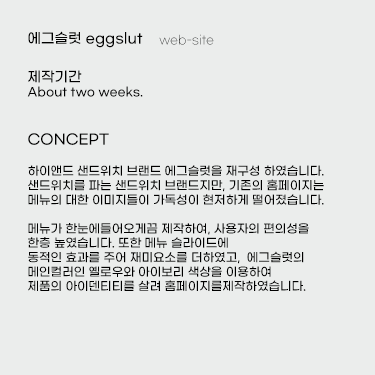 에그슬럿 eggslut web-site
제작기간
About two weeks.
CONCEPT
하이앤드 샌드위치 브랜드 에그슬럿을 재구성 하였습니다.
샌드위치를 파는 샌드위치 브랜드지만, 기존의 홈페이지는
메뉴의 대한 이미지들이 가독성이 현저하게 떨어졌습니다.
메뉴가 한눈에들어오게끔 제작하여, 사용자의 편의성을
한층 높였습니다. 또한 메뉴 슬라이드에
동적인 효과를 주어 재미요소를 더하였고, 에그슬럿의
메인컬러인 옐로우와 아이보리 색상을 이용하여
제품의 아이덴티티를 살려 홈페이지를제작하였습니다.